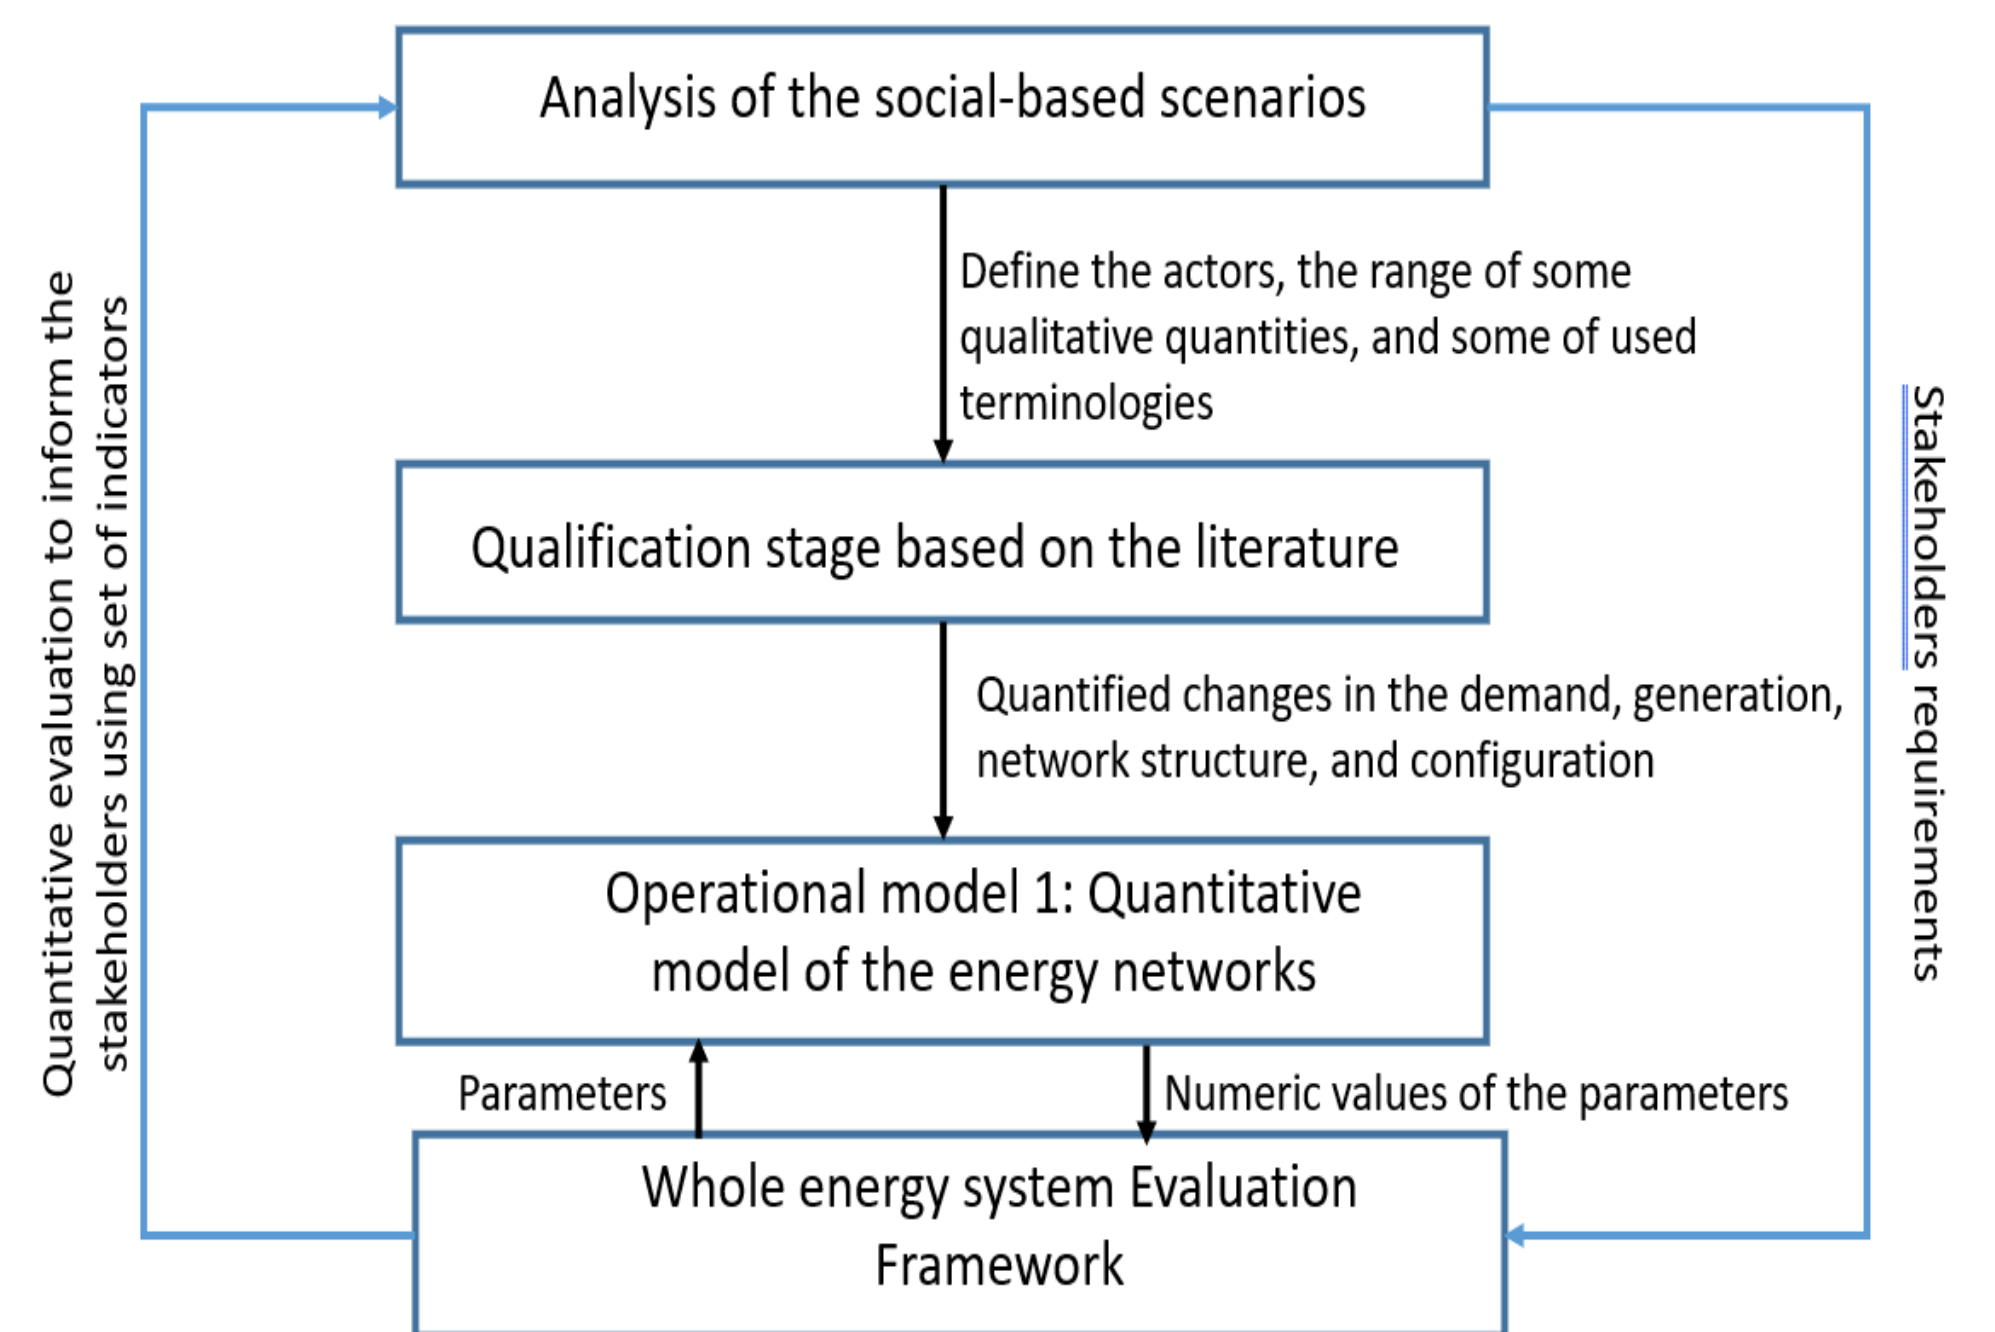 Analysis of the social-based scenarios
Define the actors, the range of some
qualitative quantities, and some of used
terminologies
Qualification stage based on the literature
Quantified changes in the demand, generation,
network structure, and configuration
Operational model 1: Quantitative
model of the energy networks
Parameters
Numeric values of the parameters
Whole energy system Evaluation
Framework
Quantitative evaluation to inform the
stakeholders using set of indicators
Stakeholders requirements